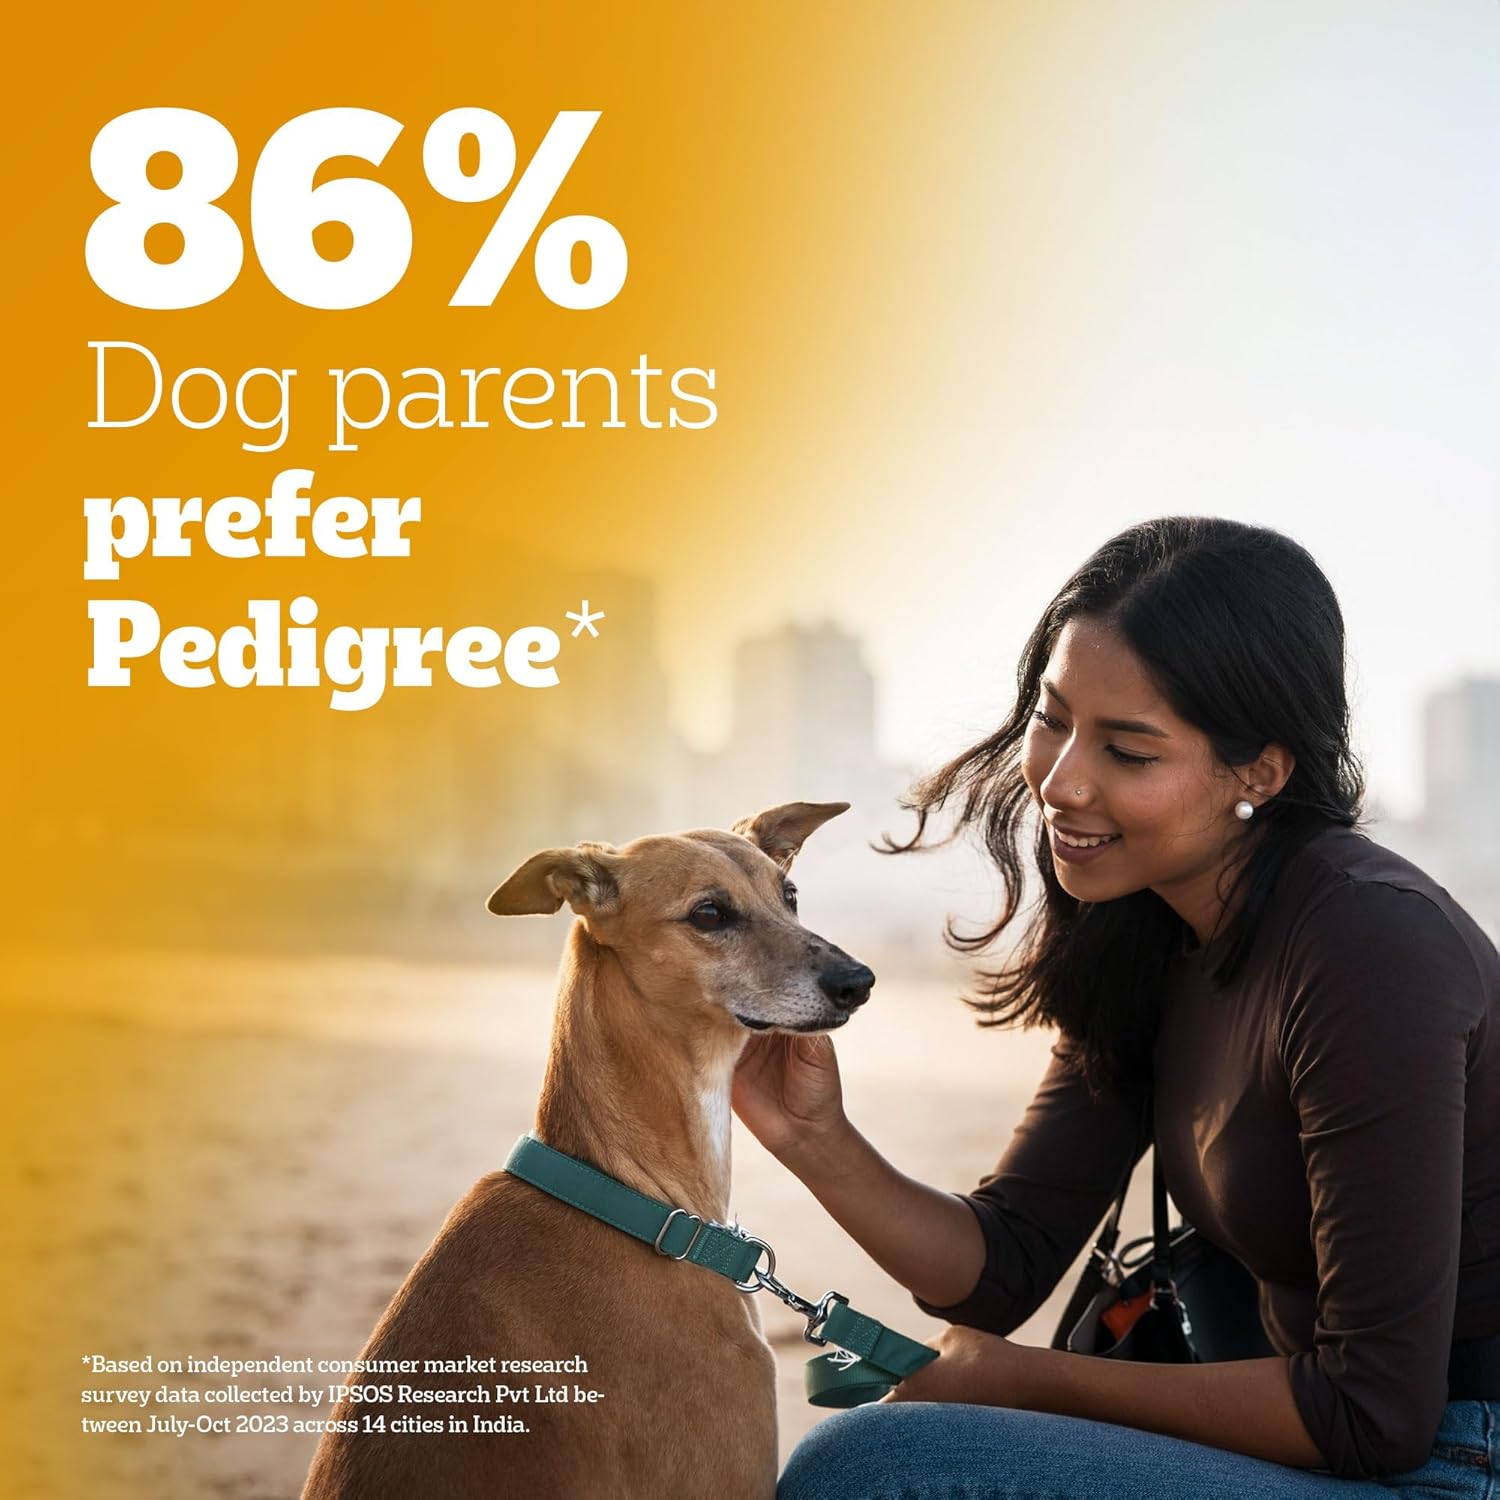 86%
Dog parents
prefer
Pedigree*
*Based on independent consumer market research
survey data collected by IPSOS Research Pvt Ltd be-
tween July-Oct 2023 across 14 cities in India.